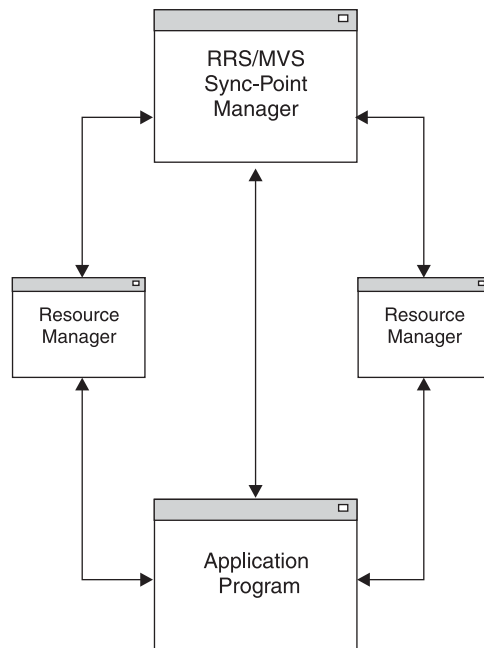 RRS/MVS
Sync-Point
Manager
Resource
Manager
Resource
Manager
Application
Program